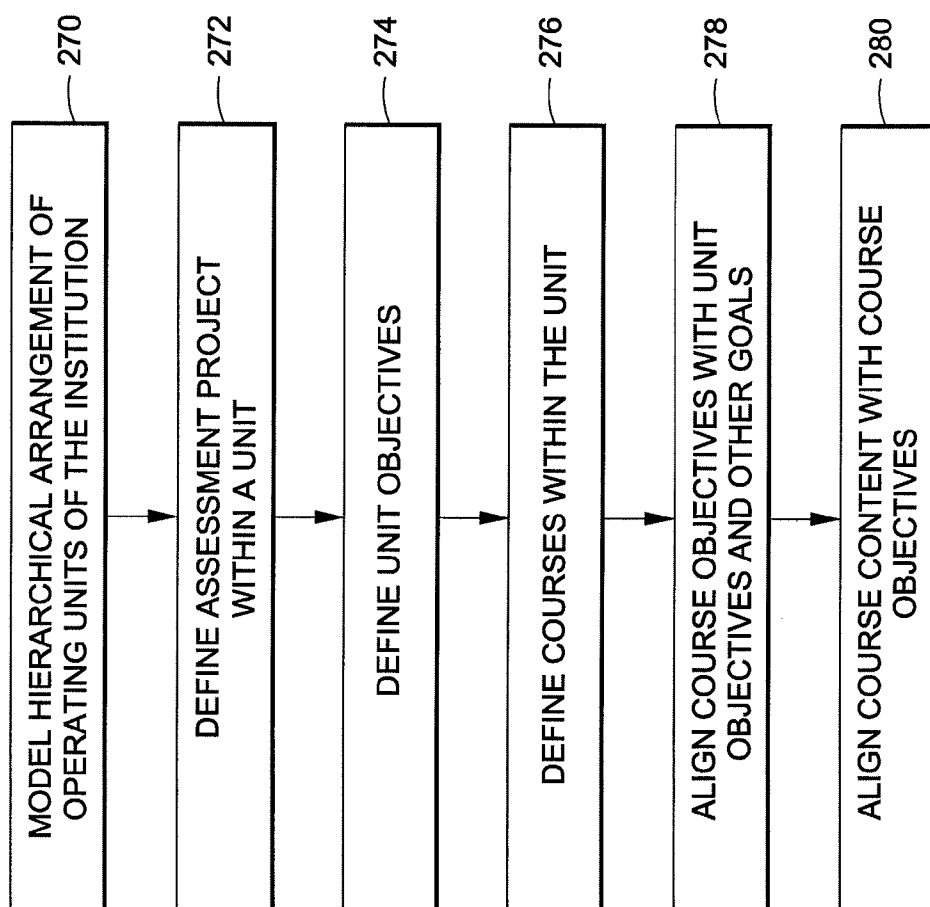 MODEL HIERARCHICAL ARRANGEMENT OF
OPERATING UNITS OF THE INSTITUTION
270
DEFINE ASSESSMENT PROJECT
WITHIN A UNIT
272
DEFINE UNIT OBJECTIVES
274
DEFINE COURSES WITHIN THE UNIT
276
ALIGN COURSE OBJECTIVES WITH UNIT
OBJECTIVES AND OTHER GOALS
278
ALIGN COURSE CONTENT WITH COURSE
OBJECTIVES
280